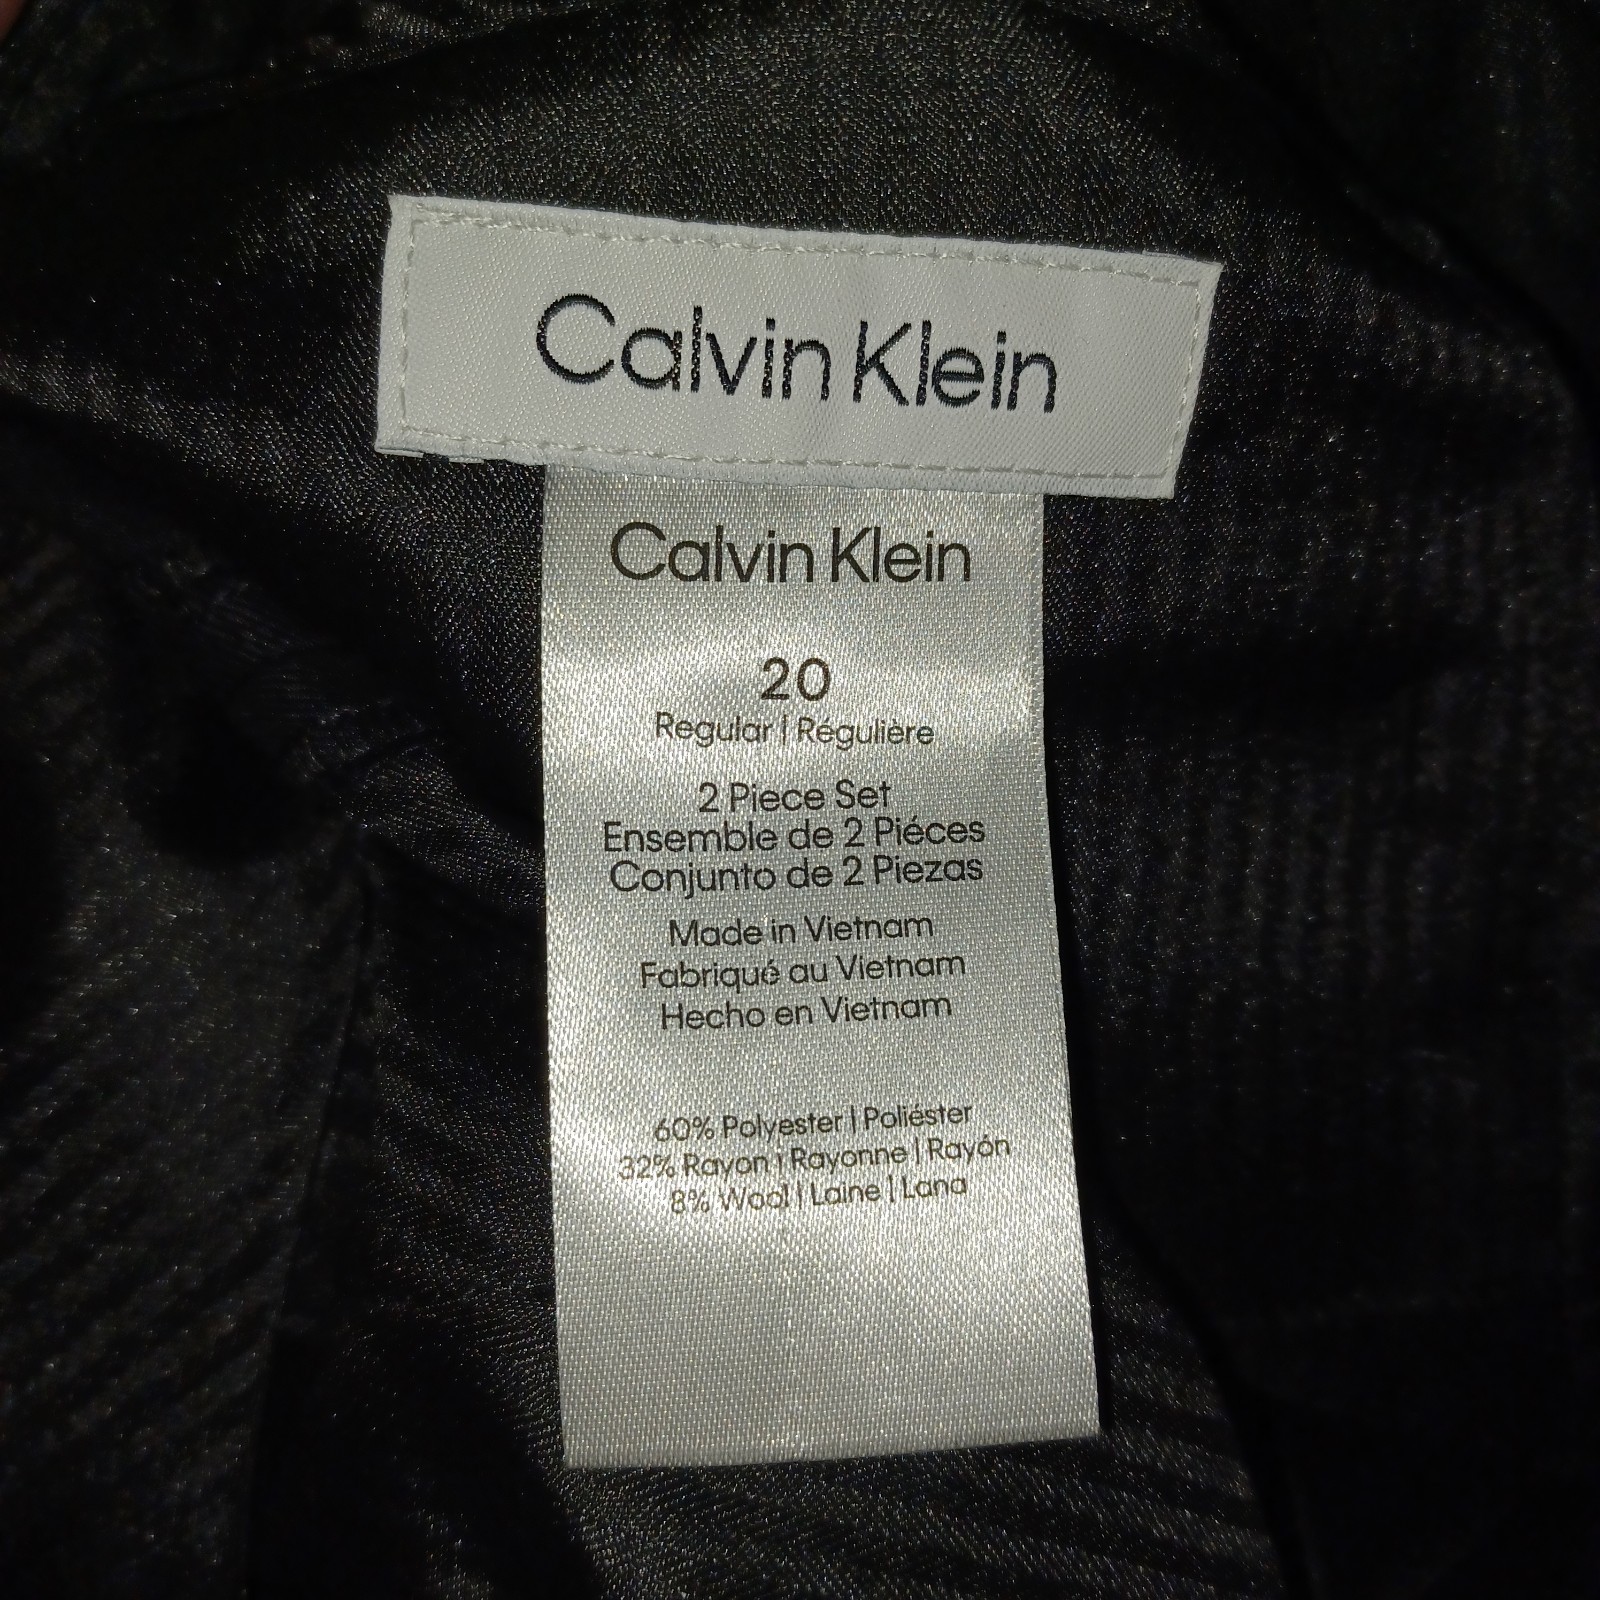 Calvin Klein
Calvin Klein
20
Regular | Régulière
2 Piece Set
Ensemble de 2 Piéces
Conjunto de 2 Piezas
Made in Vietnam
Fabriqué au Vietnam
Hecho en Vietnam
60% Polyester | Poliéster
32% Rayon | Rayonne | Rayón
8% Wool | Laine | Lana